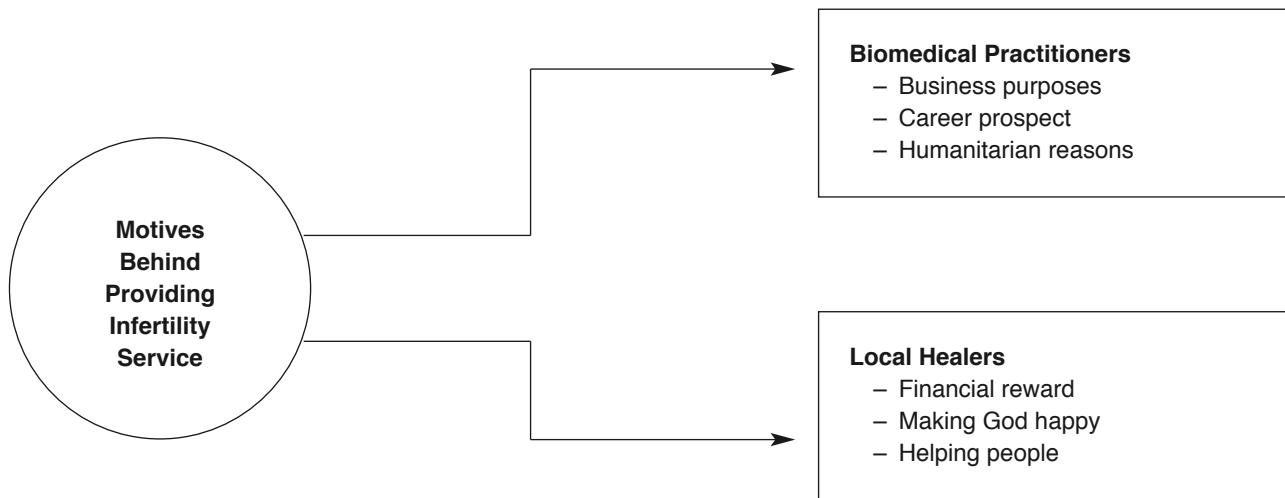 Motives
Behind
Providing
Infertility
Service
Biomedical Practitioners
– Business purposes
– Career prospect
– Humanitarian reasons
Local Healers
– Financial reward
– Making God happy
– Helping people